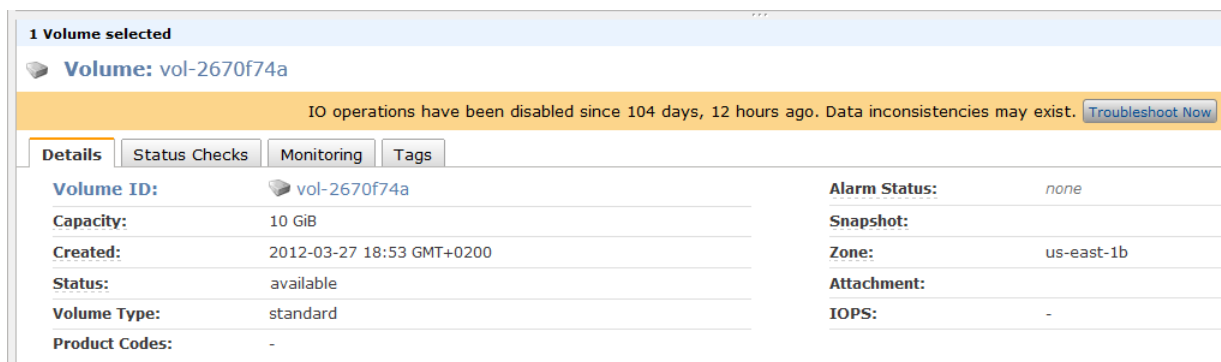 1 Volume selected
Volume: vol-2670f74a
IO operations have been disabled since 104 days, 12 hours ago. Data inconsistencies may exist. Troubleshoot Now
Details Status Checks Monitoring Tags
Volume ID: vol-2670f74a Alarm Status: none
Capacity: 10 GiB Snapshot:
Created: 2012-03-27 18:53 GMT+0200 Zone: us-east-1b
Status: available Attachment:
Volume Type: standard IOPS: -
Product Codes: -